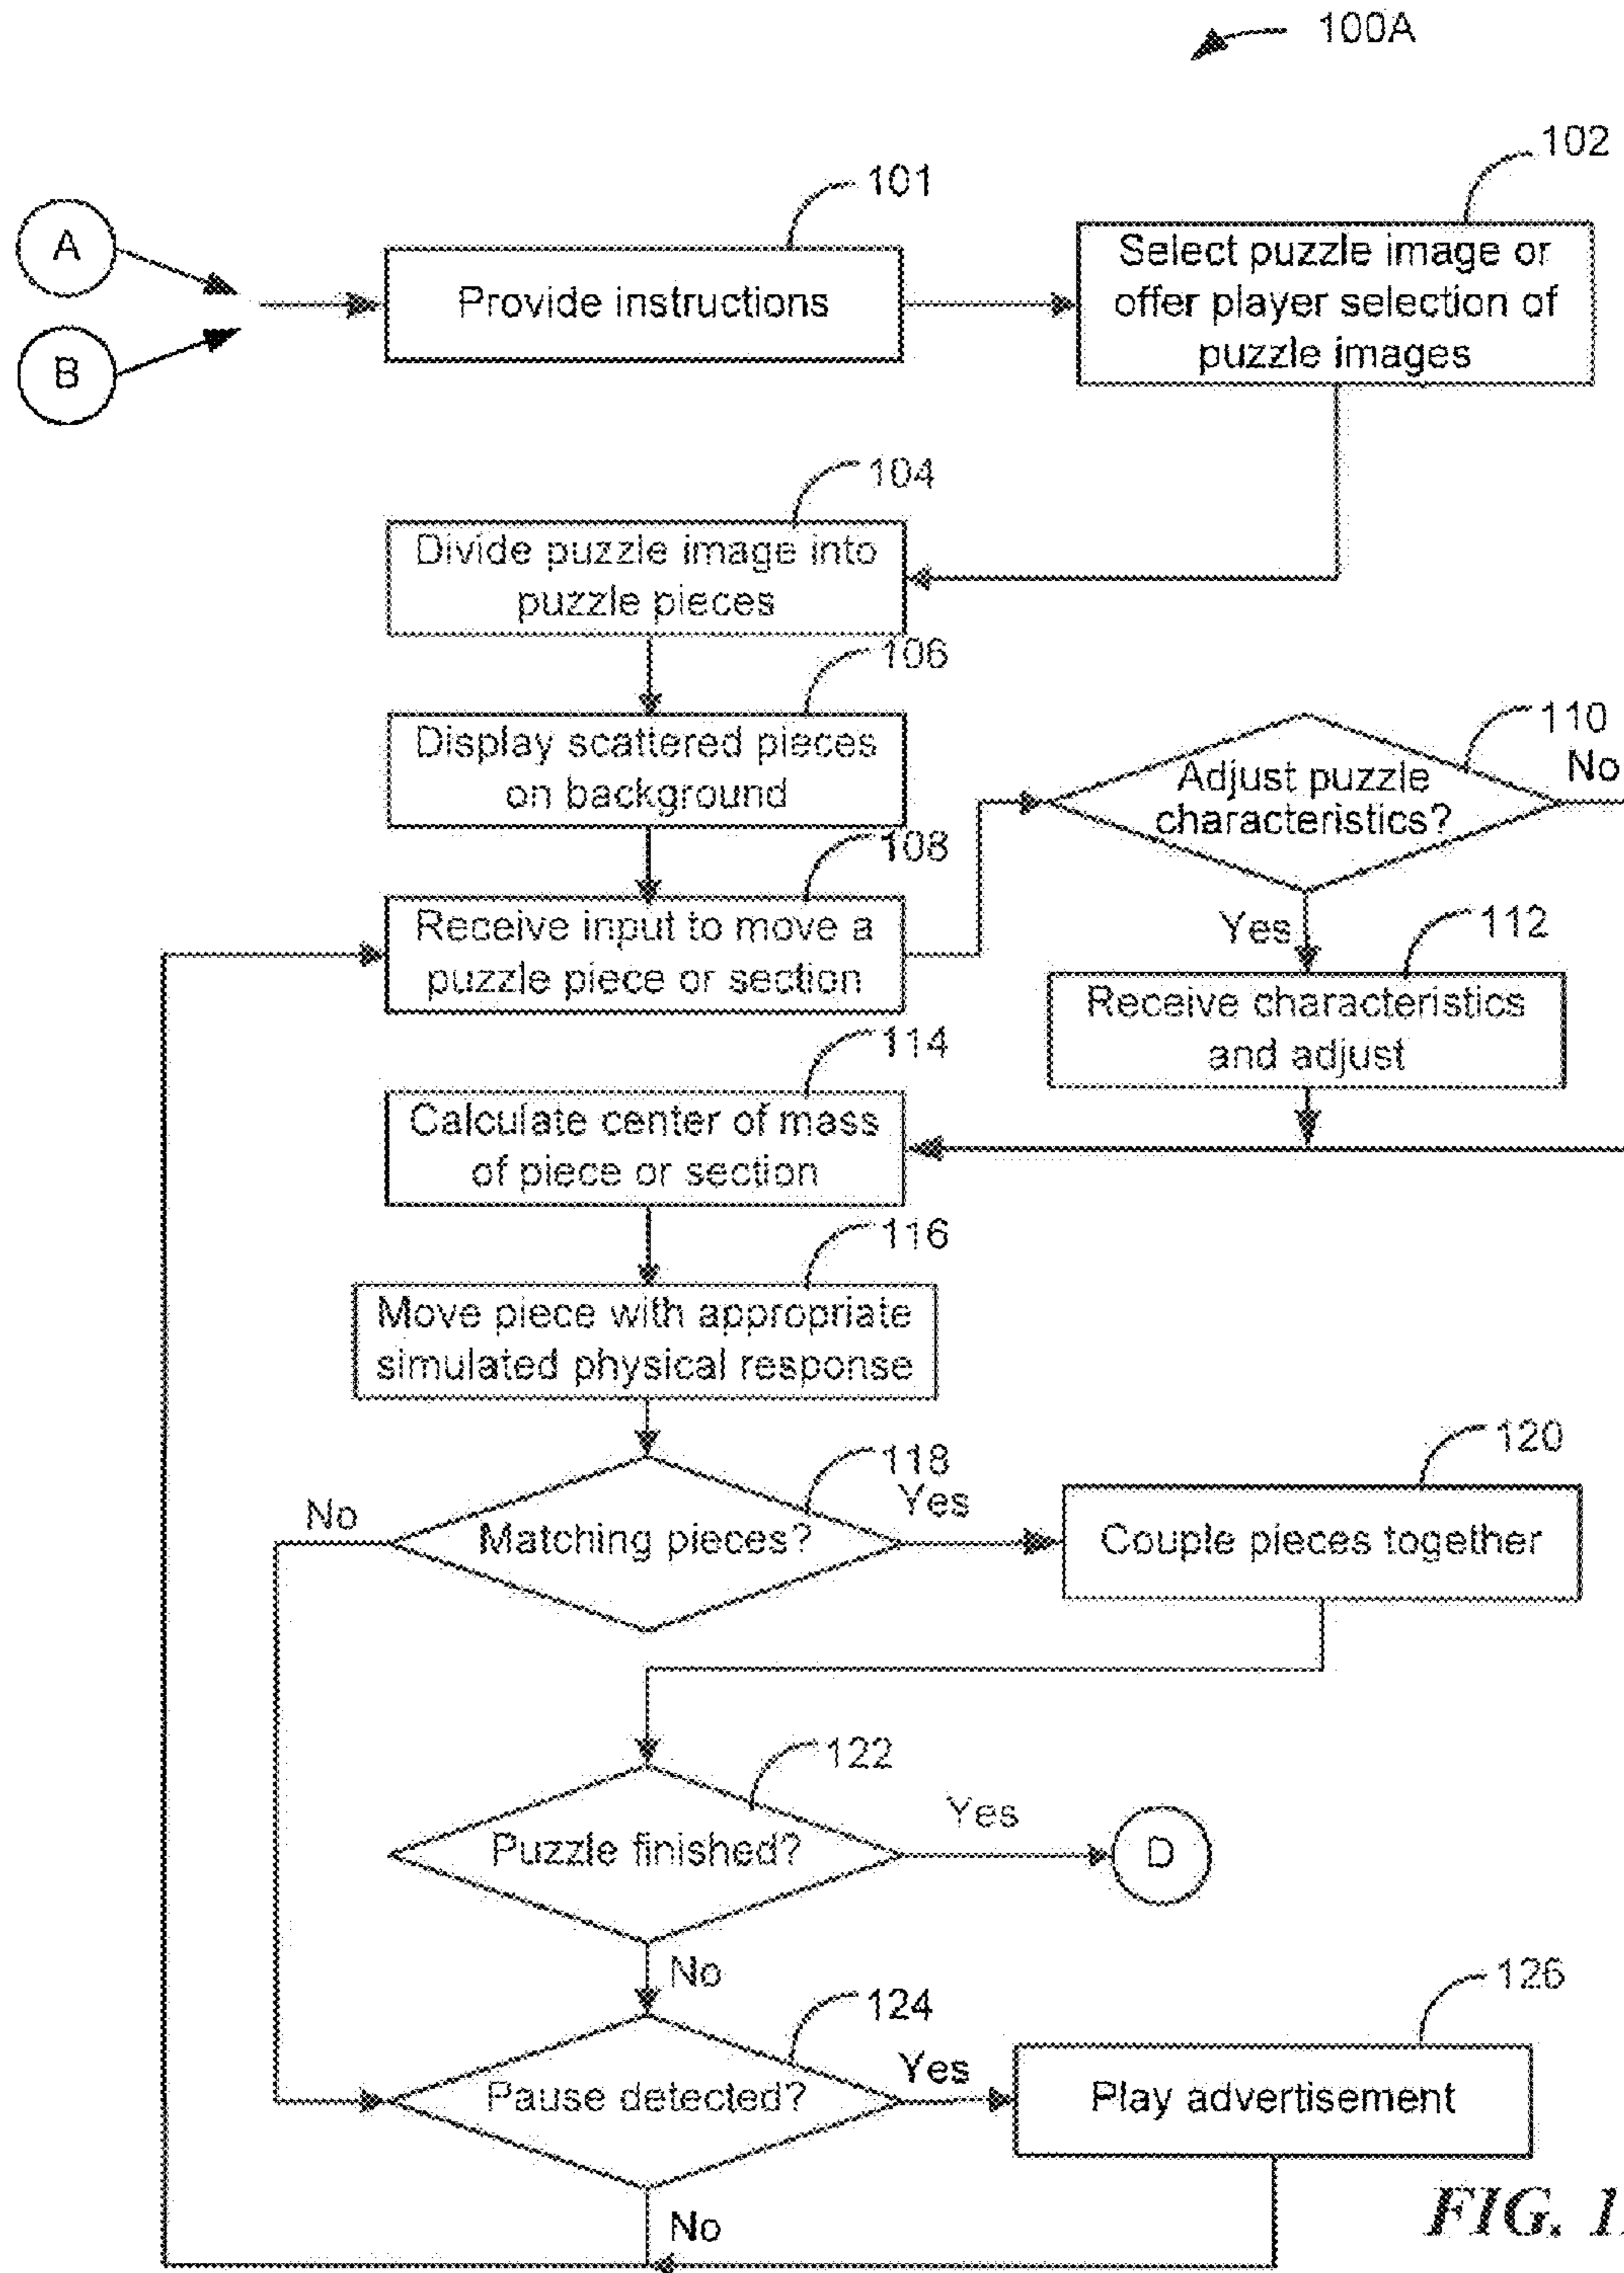 100A
A
B
101
Provide instructions
102
Select puzzle image or
offer player selection of
puzzle images
104
Divide puzzle image into
puzzle pieces
106
Display scattered pieces
on background
108
Receive input to move a
puzzle piece or section
110
Adjust puzzle
characteristics?
No
Yes
112
Receive characteristics
and adjust
114
Calculate center of mass
of piece or section
116
Move piece with appropriate
simulated physical response
118
Matching pieces?
No
Yes
120
Couple pieces together
122
Puzzle finished?
Yes
D
No
124
Pause detected?
Yes
126
Play advertisement
No
FIG. 1